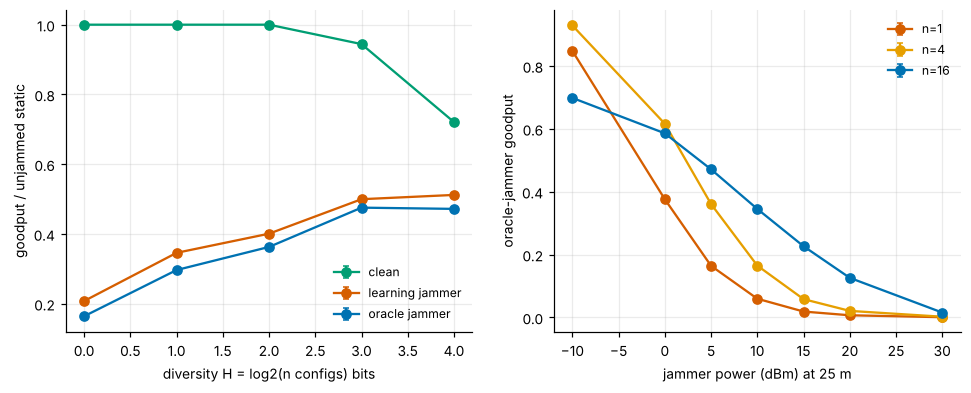 goodput / unjammed static
1.0
0.8
0.6
0.4
0.2
clean
learning jammer
oracle jammer
0.0 0.5 1.0 1.5 2.0 2.5 3.0 3.5 4.0
diversity H = log2(n configs) bits
oracle-jammer goodput
0.8
0.6
0.4
0.2
0.0
n=1
n=4
n=16
−10 −5 0 5 10 15 20 25 30
jammer power (dBm) at 25 m